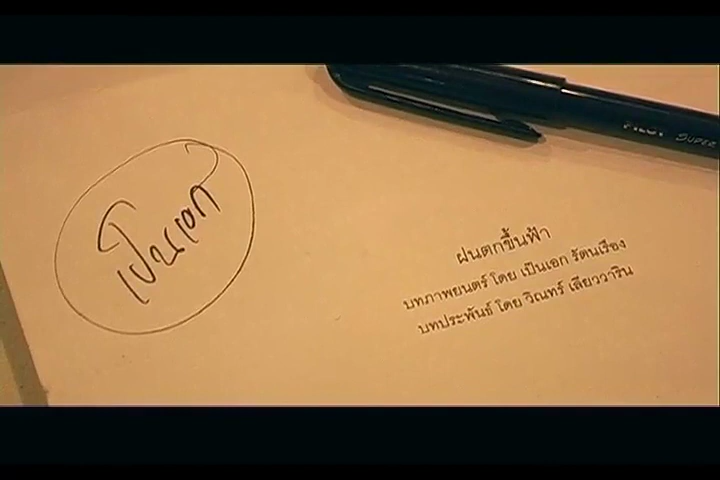 เป็นเอก
ฝนตกขึ้นฟ้า
บทภาพยนตร์ โดย เป็นเอก รัตนเรือง
บทประพันธ์ โดย วิณทร์ เลียววาริณ
PILOT SUPER